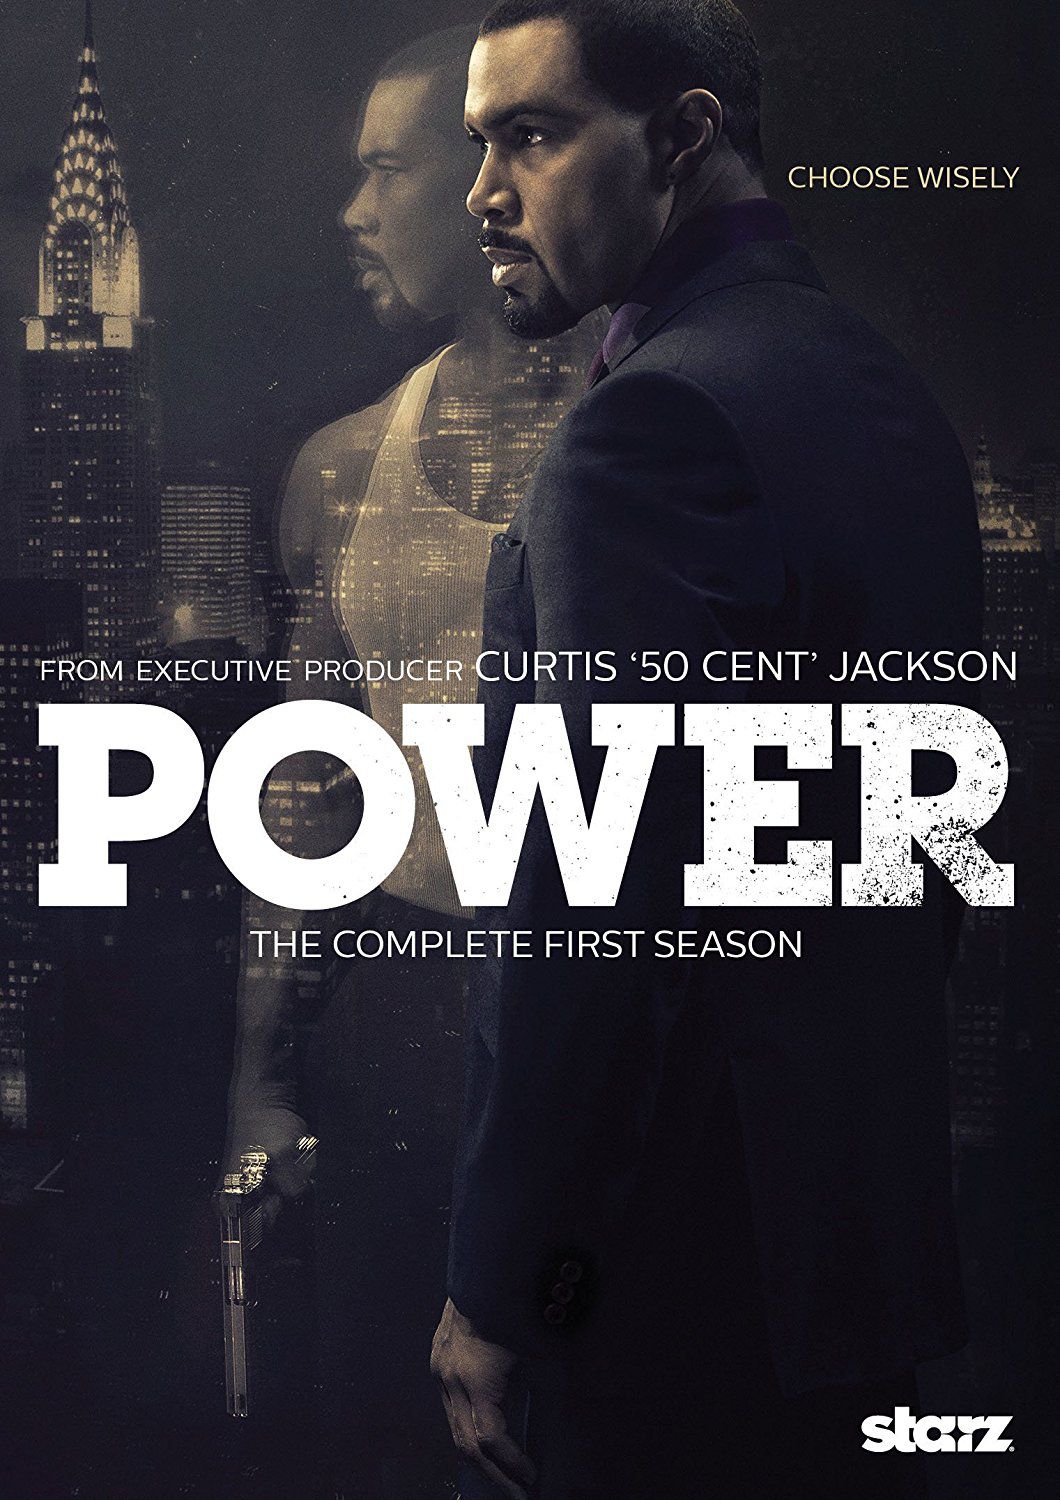 CHOOSE WISELY
FROM EXECUTIVE PRODUCER CURTIS ‘50 CENT’ JACKSON
POWER
THE COMPLETE FIRST SEASON
starz